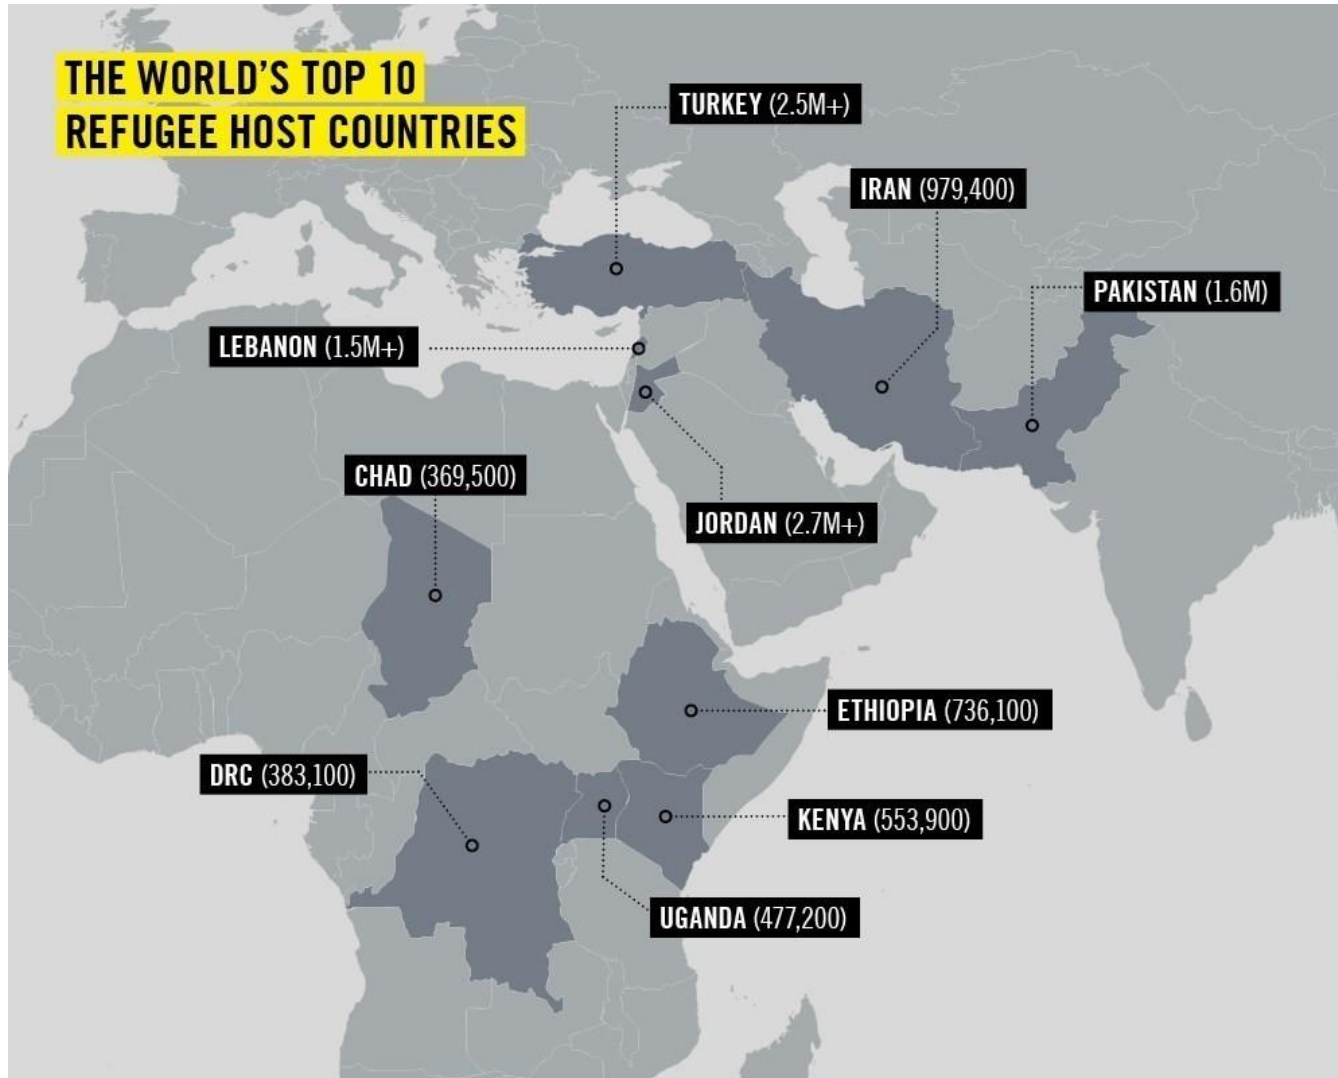 THE WORLD'S TOP 10
REFUGEE HOST COUNTRIES
TURKEY (2.5M+)
IRAN (979,400)
PAKISTAN (1.6M)
LEBANON (1.5M+)
CHAD (369,500)
JORDAN (2.7M+)
ETHIOPIA (736,100)
DRC (383,100)
KENYA (553,900)
UGANDA (477,200)